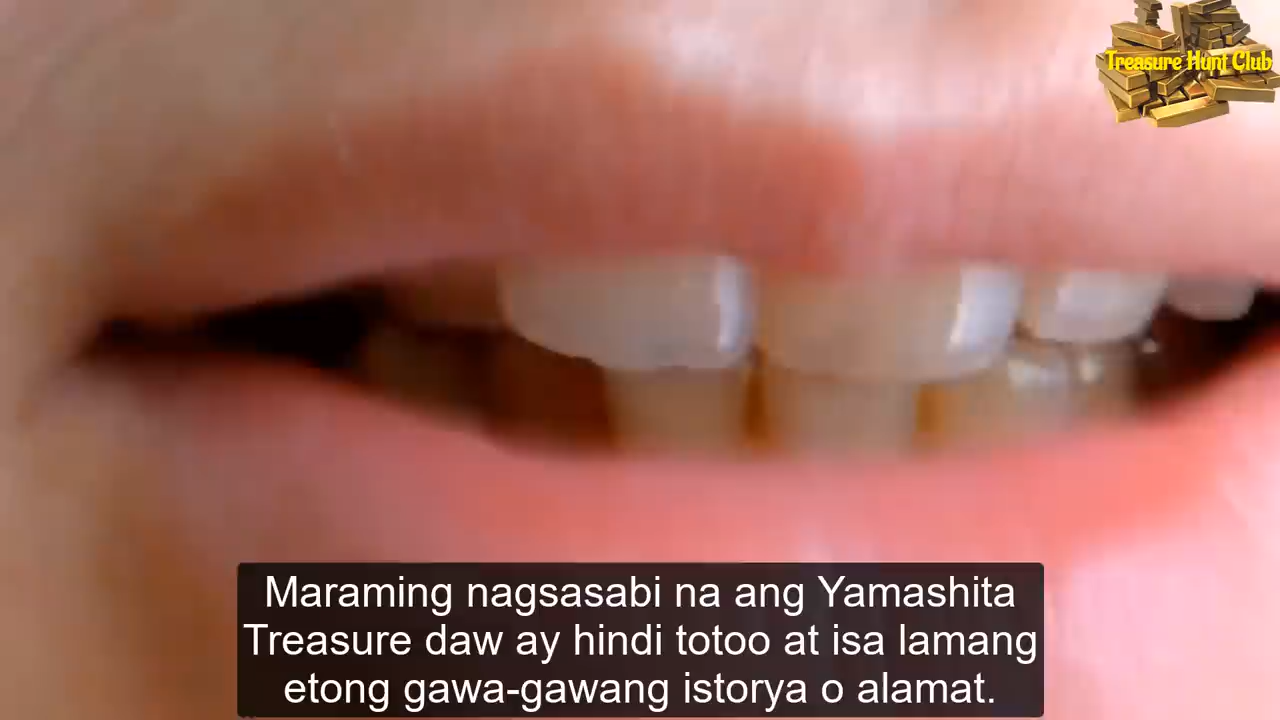 Treasure Hunt Club
Maraming nagsasabi na ang Yamashita
Treasure daw ay hindi totoo at isa lamang
etong gawa-gawang istorya o alamat.